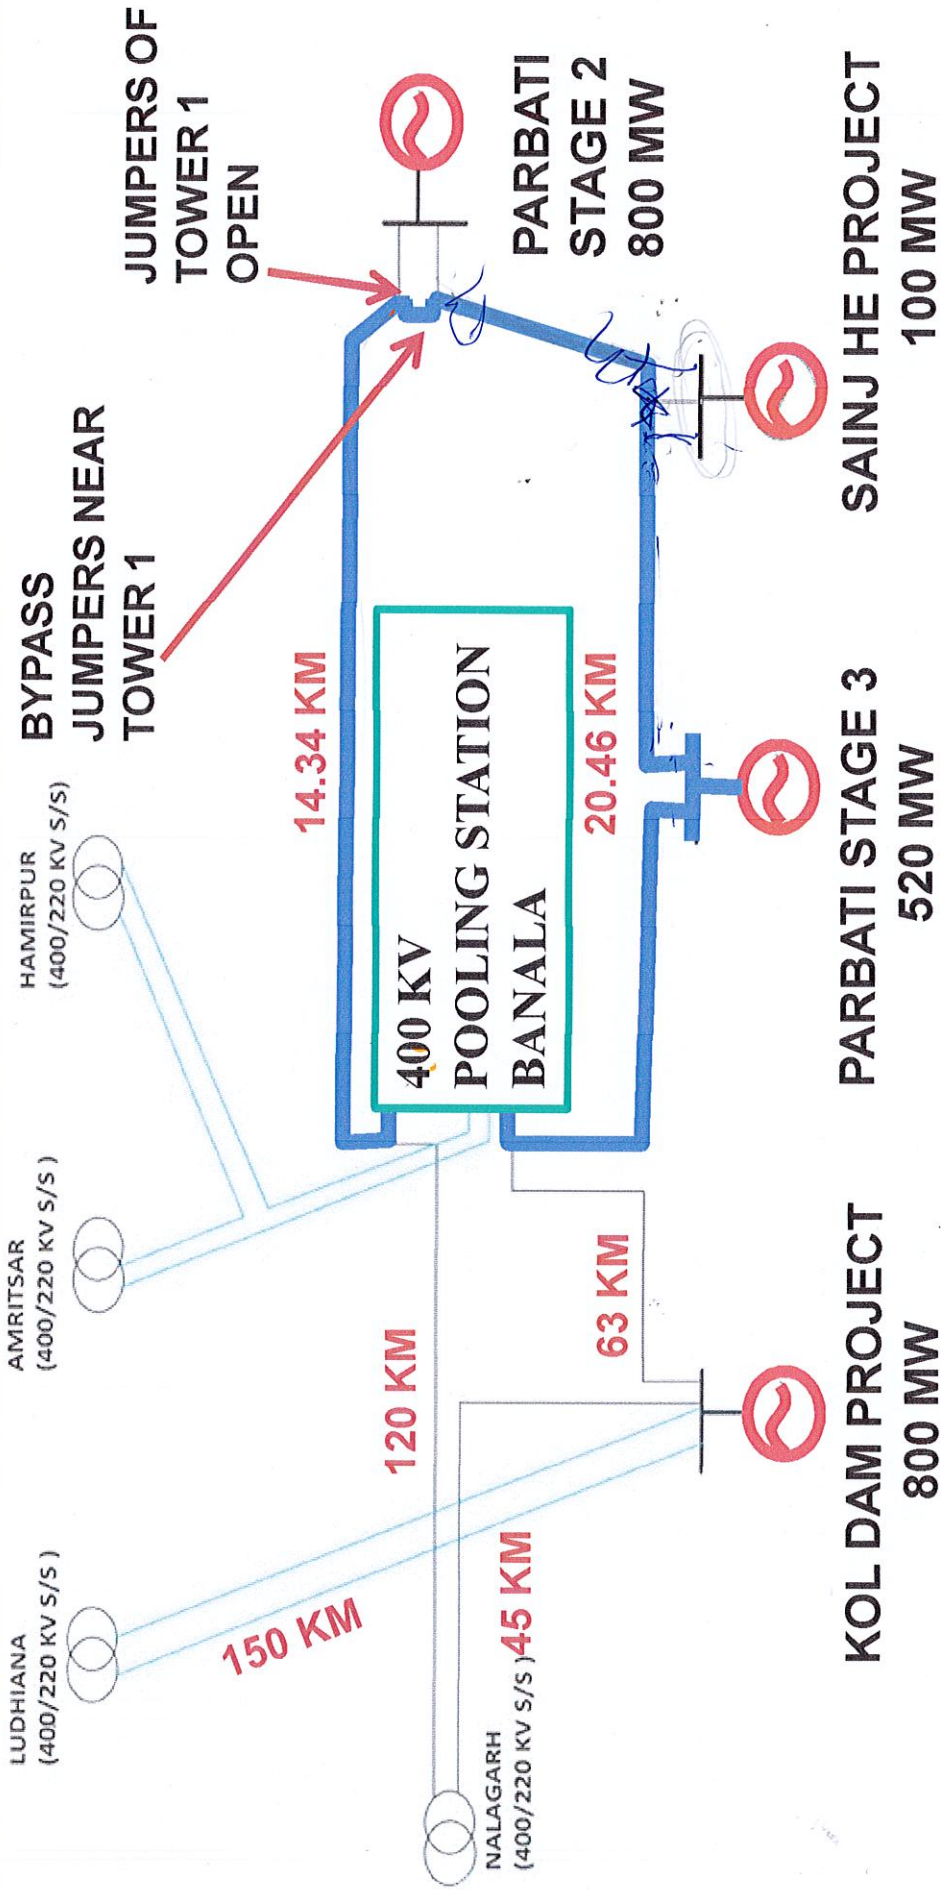 LUDHIANA
(400/220 KV S/S )
AMRITSAR
(400/220 KV S/S )
HAMIRPUR
(400/220 KV S/S)
BYPASS
JUMPERS NEAR
TOWER 1
JUMPERS OF
TOWER 1
OPEN
150 KM
120 KM
14.34 KM
NALAGARH
(400/220 KV S/S )
45 KM
63 KM
400 KV
POOLING STATION
BANALA
20.46 KM
PARBATI
STAGE 2
800 MW
KOL DAM PROJECT
800 MW
PARBATI STAGE 3
520 MW
SAINJ HE PROJECT
100 MW